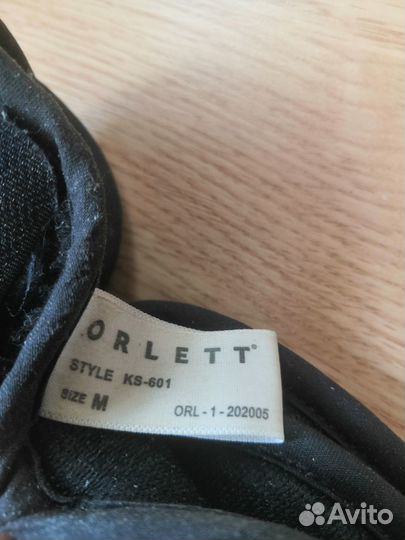 ORLETT®
STYLE KS-601
SIZE M
ORL - 1 - 202005
Avito